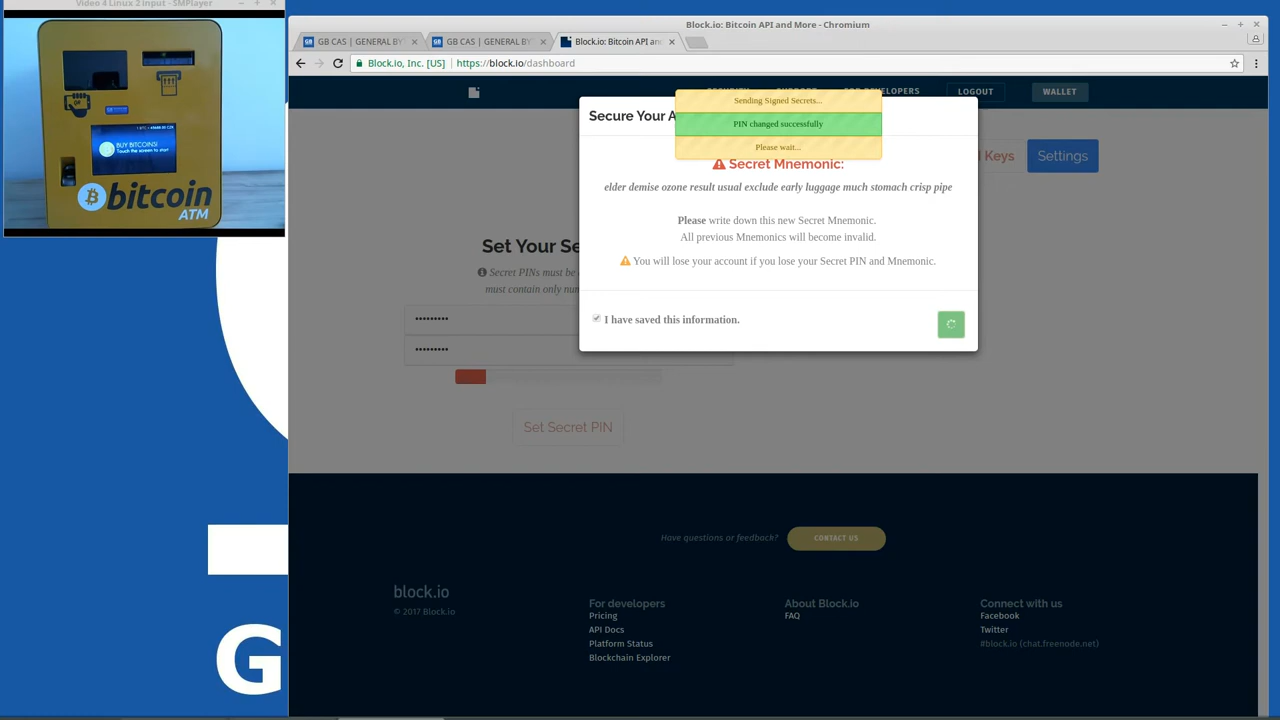 Video 4 Linux 2 input - SMPlayer
BUY BITCOINS!
Touch the screen to start
bitcoin
ATM
G
Block.io: Bitcoin API and More - Chromium
GB CAS | GENERAL BY
GB CAS | GENERAL BY
Block.io: Bitcoin API an
Block.io, Inc. [US]
https://block.io/dashboard
LOGOUT
WALLET
Sending Signed Secrets...
PIN changed successfully
Please wait...
Secure Your A
Secret Mnemonic:
elder demise ozone result usual exclude early luggage much stomach crisp pipe
Please write down this new Secret Mnemonic.
All previous Mnemonics will become invalid.
You will lose your account if you lose your Secret PIN and Mnemonic.
I have saved this information.
Keys
Settings
Set Your Se
Secret PINs must be
must contain only nu
•••••••••
•••••••••
Set Secret PIN
Have questions or feedback?
CONTACT US
block.io
© 2017 Block.io
For developers
Pricing
API Docs
Platform Status
Blockchain Explorer
About Block.io
FAQ
Connect with us
Facebook
Twitter
#block.io (chat.freenode.net)